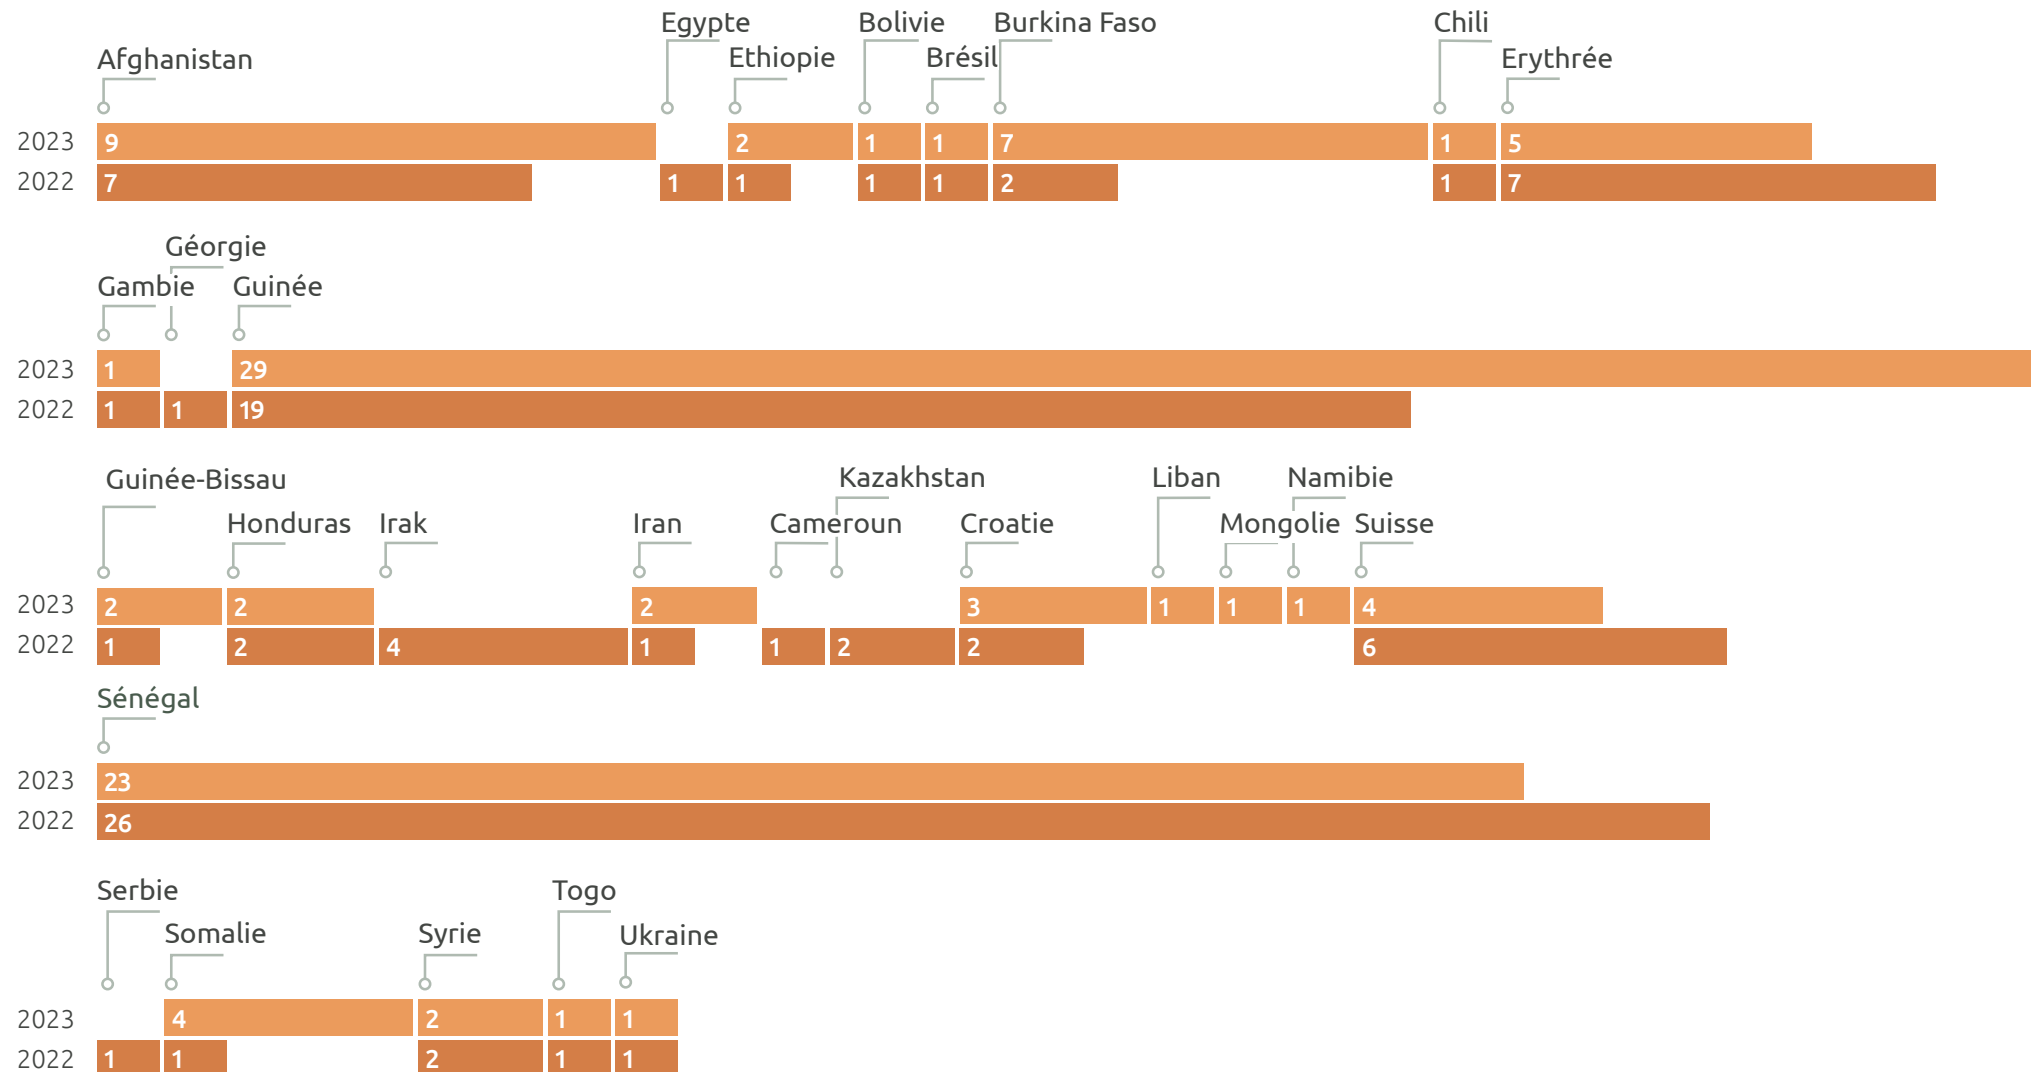 Egypte Bolivie Burkina Faso Chili
Afghanistan Ethiopie Brésil Erythrée
2023 9 2 1 1 7 1 5
2022 7 1 1 1 1 2 1 7
Géorgie
Gambie Guinée
2023 1 29
2022 1 1 19
Guinée-Bissau Kazakhstan Liban Namibie
Honduras Irak Iran Cameroun Croatie Mongolie Suisse
2023 2 2 2 3 1 1 1 4
2022 1 2 4 1 1 2 2 6
Sénégal
2023 23
2022 26
Serbie Togo
Somalie Syrie Ukraine
2023 4 2 1 1
2022 1 1 2 1 1